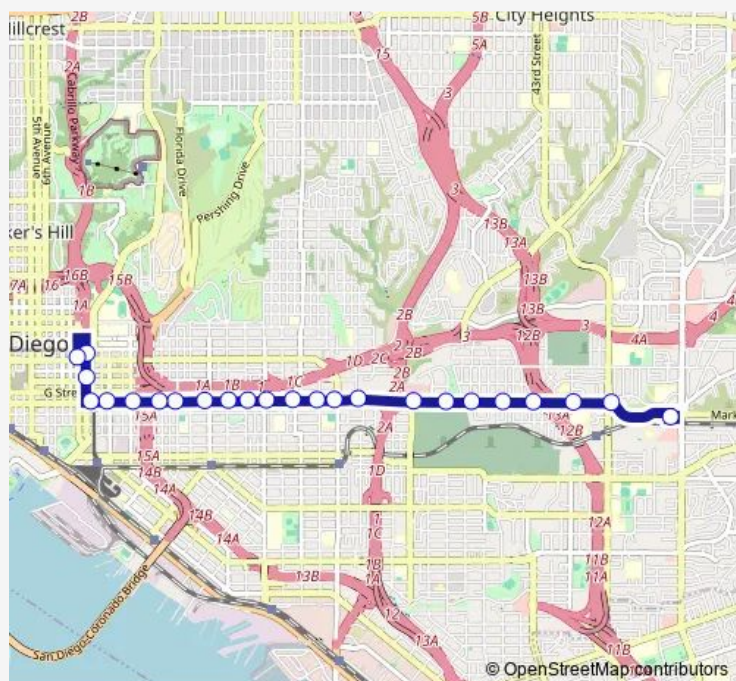 2B
Hillcrest
15
5B
City Heights
5A
2A
Cabrillo Parkway
3
43rd Street
5th Avenue
6th Avenue
Florida Drive
1B
Pershing Drive
3
13B
ker's Hill
13A
16B
15B
13B
7A
16
1A
2B
13B
4
3
12B
3
4A
Diego
1D
2C
2B
2B
G Stre
1A
1B
1
1C
2A
15A
13A
Mark
2A
12B
15A
14B
1D
14A
14B
12A
14A
1C
13B
1B
1A
11B
11A
12
San Diego-Coronado Bridge
13A
11B
© OpenStreetMap contributors